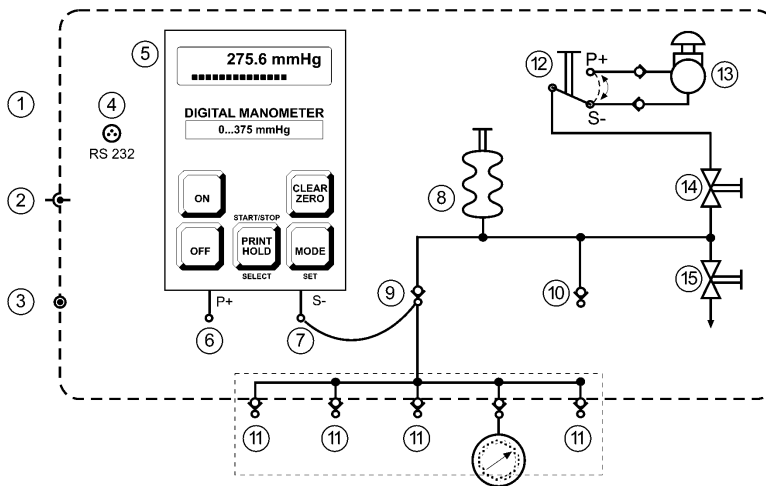 5
275.6 mmHg
DIGITAL MANOMETER
0...375 mmHg
ON
CLEAR
ZERO
START/STOP
OFF
PRINT
HOLD
MODE
SELECT
SET
P+
S-
6
7
1
4
RS 232
2
3
12
P+
S-
13
8
14
9
10
15
11
11
11
11